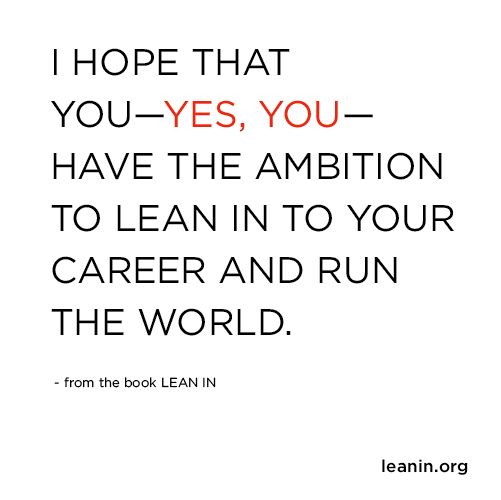 I HOPE THAT
YOU—YES, YOU—
HAVE THE AMBITION
TO LEAN IN TO YOUR
CAREER AND RUN
THE WORLD.
- from the book LEAN IN
leanin.org